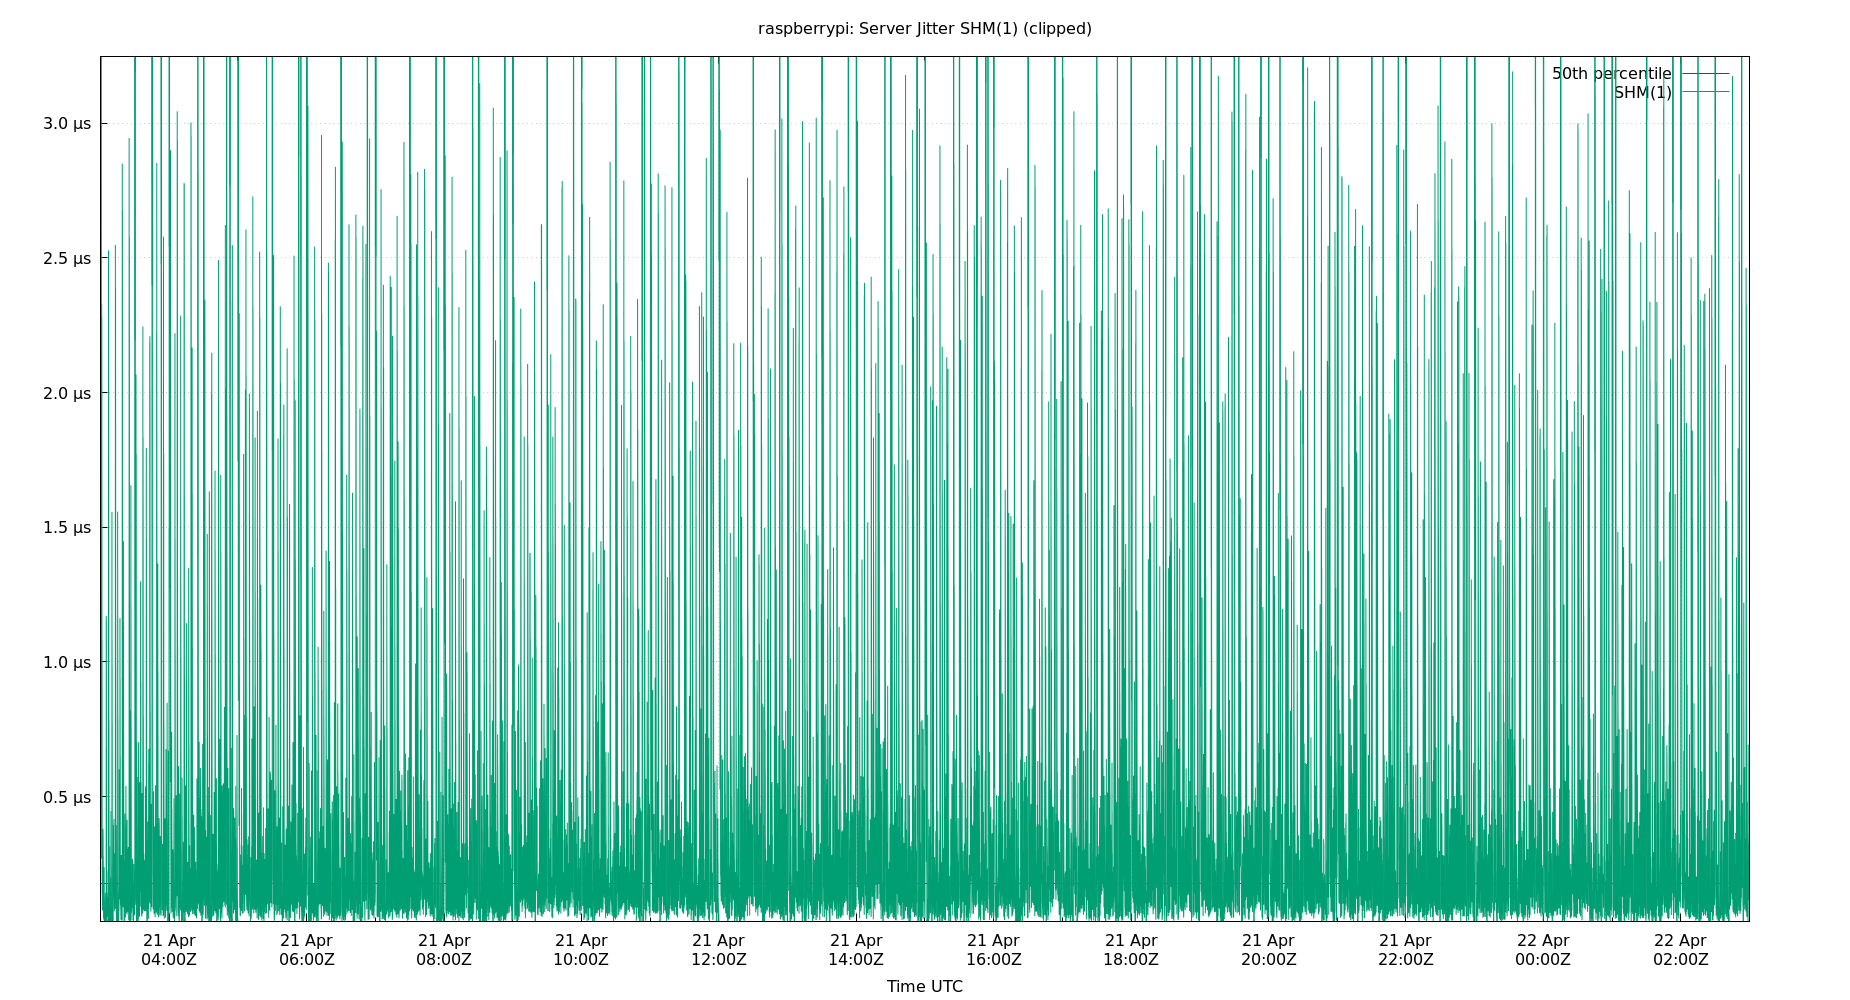 raspberrypi: Server Jitter SHM(1) (clipped)
50th percentile
SHM(1)
3.0 µs
2.5 µs
2.0 µs
1.5 µs
1.0 µs
0.5 µs
21 Apr 21 Apr 21 Apr 21 Apr 21 Apr 21 Apr 21 Apr 21 Apr 21 Apr 21 Apr 22 Apr 22 Apr
04:00Z 06:00Z 08:00Z 10:00Z 12:00Z 14:00Z 16:00Z 18:00Z 20:00Z 22:00Z 00:00Z 02:00Z
Time UTC